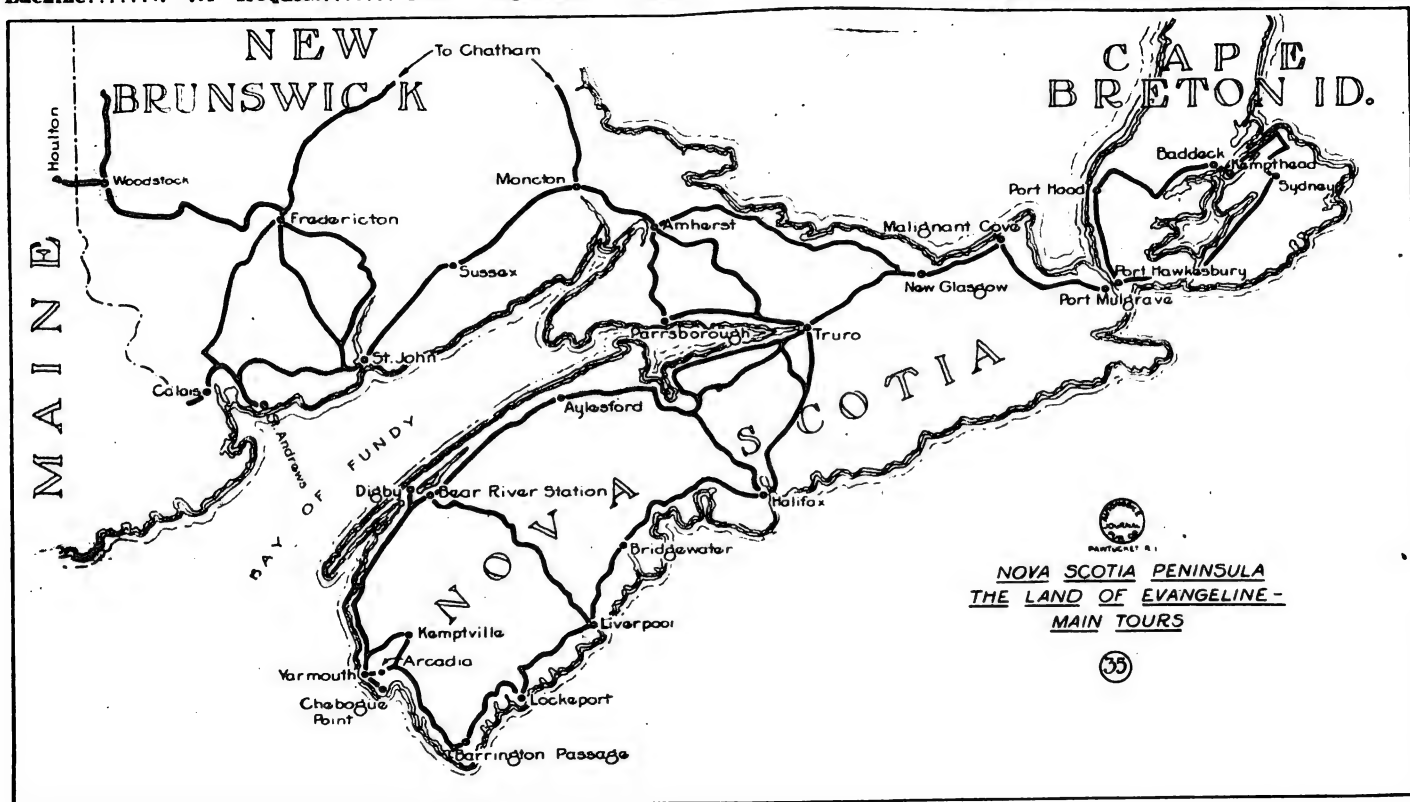 NEW
BRUNSWICK
To Chatham
CAPE
BRETON ID.
Houlton
Woodstock
Moncton
Baddeck
Kempthead
Sydney
Port Hood
Fredericton
Amherst
Malignant Cove
Sussex
New Glasgow
Port Hawkesbury
Port Mulgrave
MAINE
Parrsborough
Truro
St. John
Calais
Aylesford
St. Andrews
BAY OF FUNDY
NOVA SCOTIA
Digby
Bear River Station
Halifax
Bridgewater
JOURNAL
PAWTUCKET R I
NOVA SCOTIA PENINSULA
THE LAND OF EVANGELINE-
MAIN TOURS
35
Liverpool
Kemptville
Arcadia
Yarmouth
Chebogue
Point
Lockeport
Barrington Passage